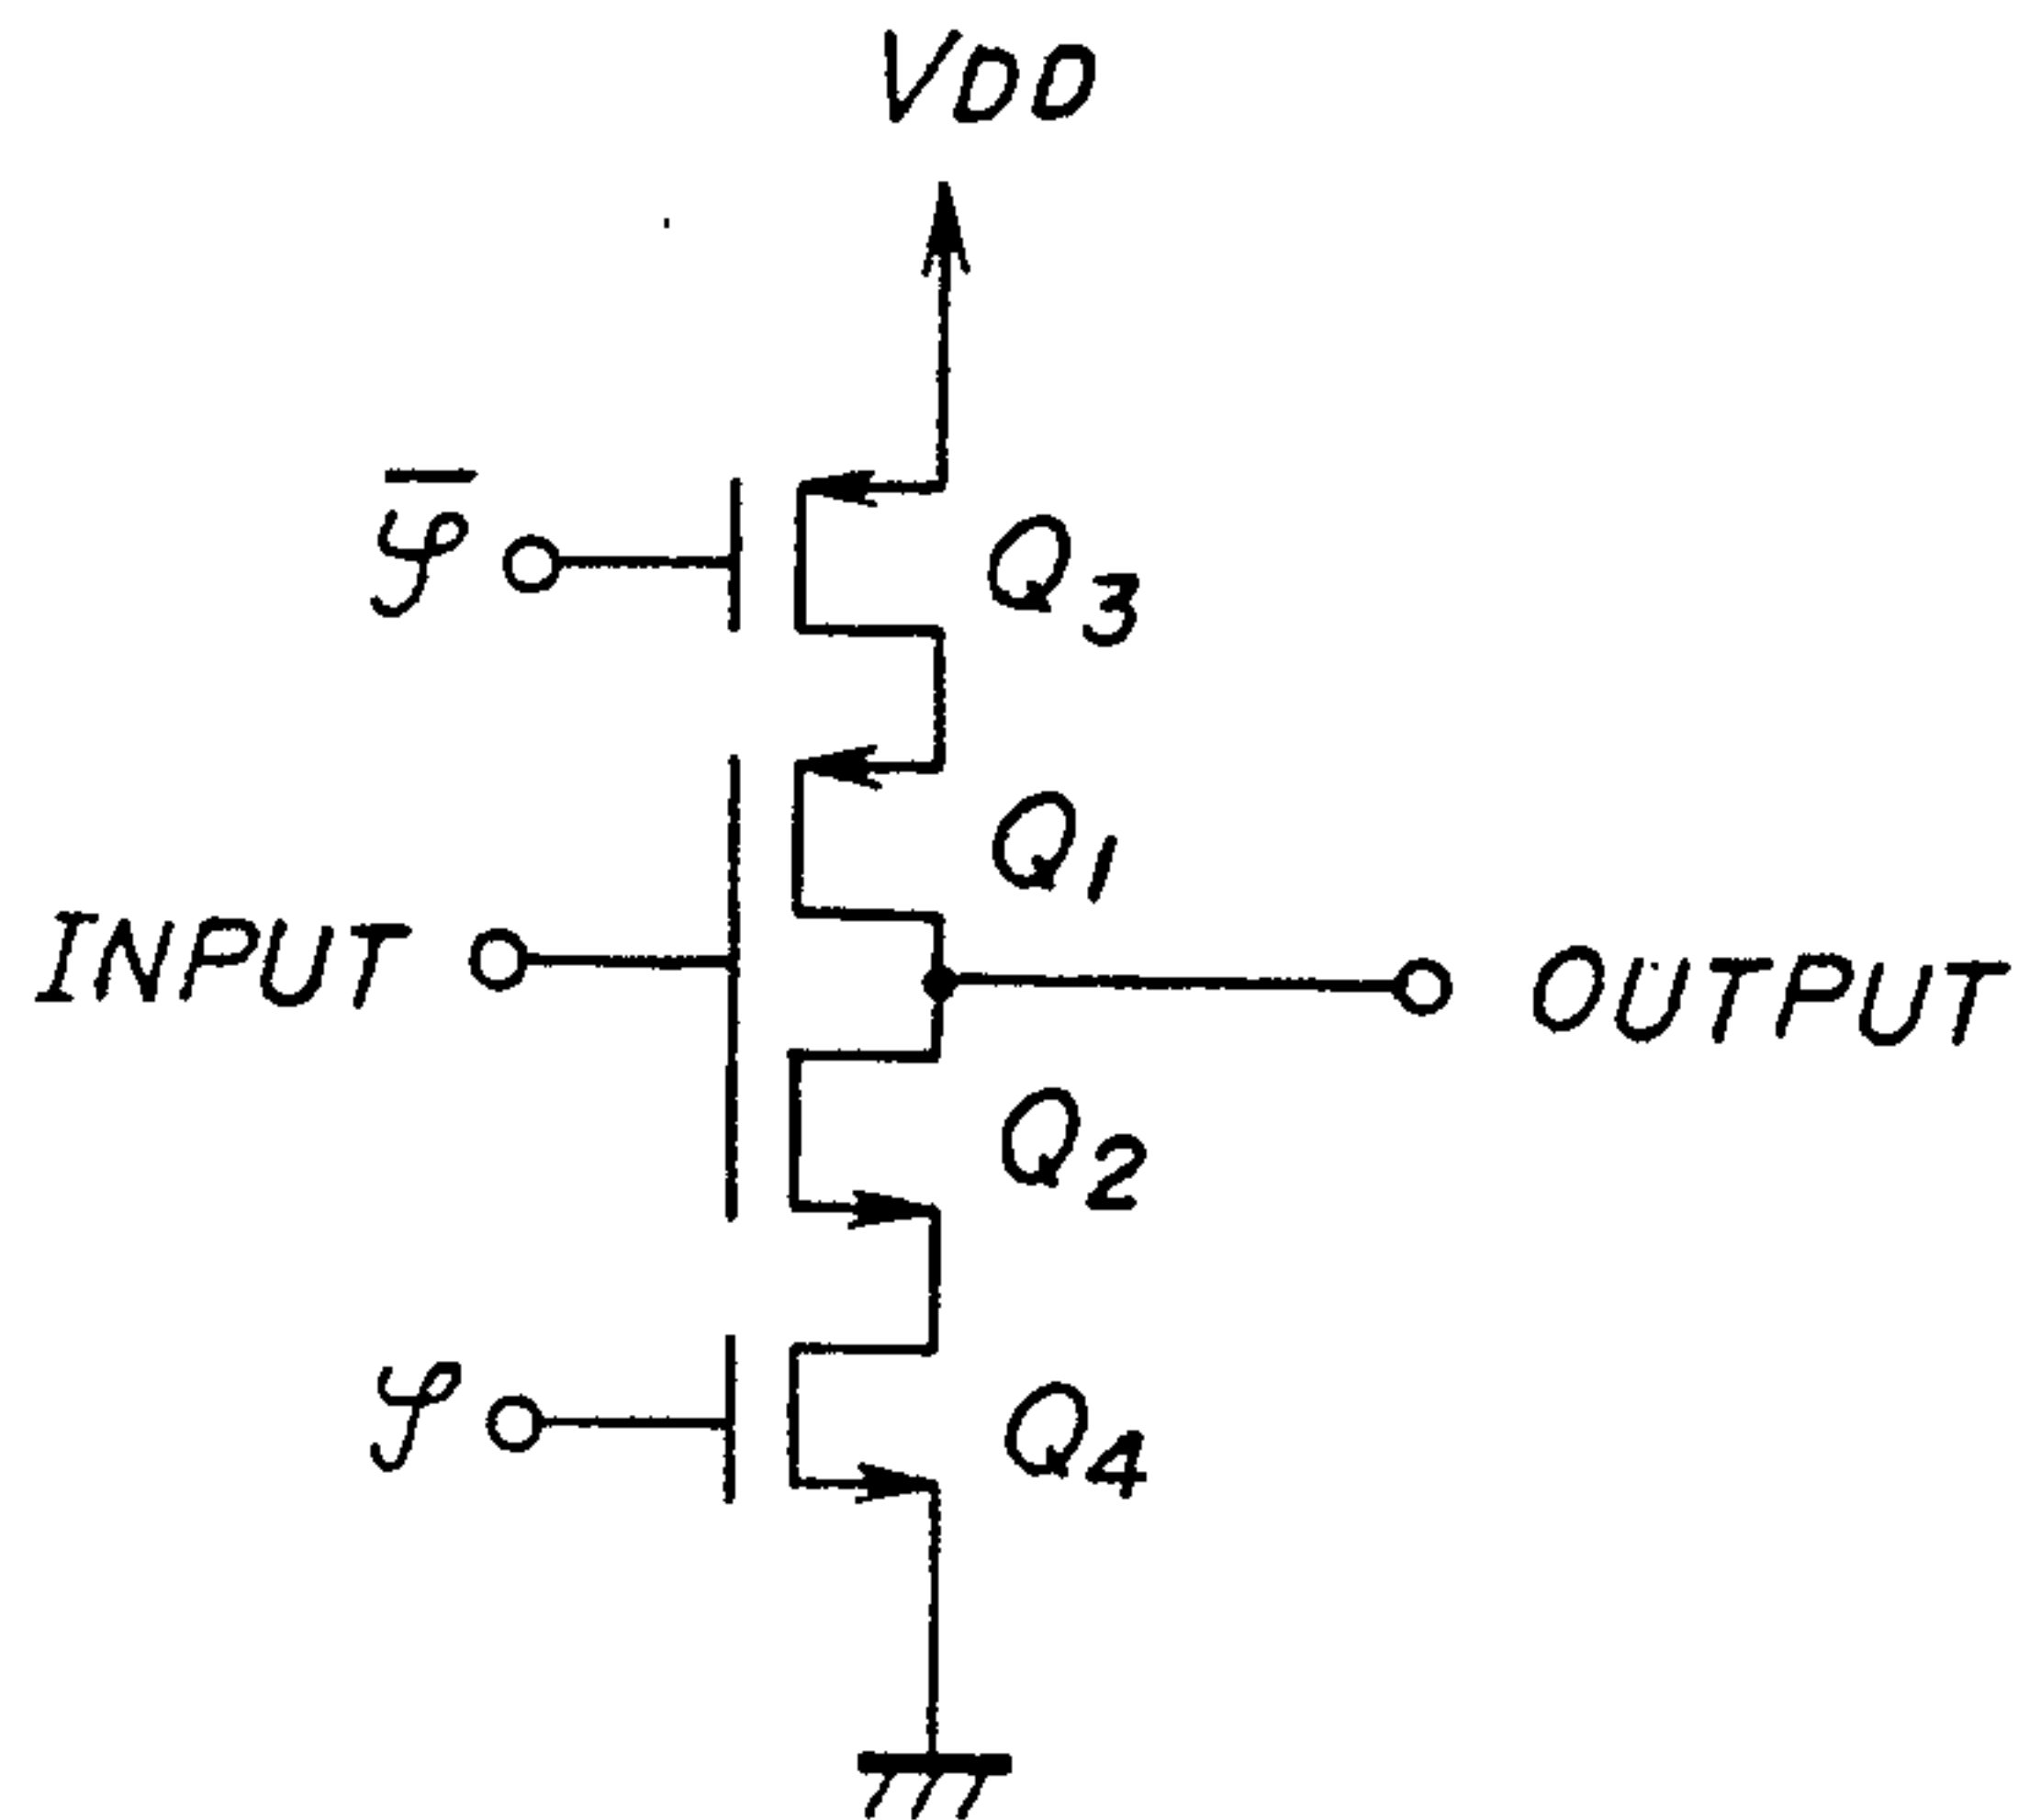 VDD
φ̅
Q3
Q1
INPUT
OUTPUT
Q2
φ
Q4